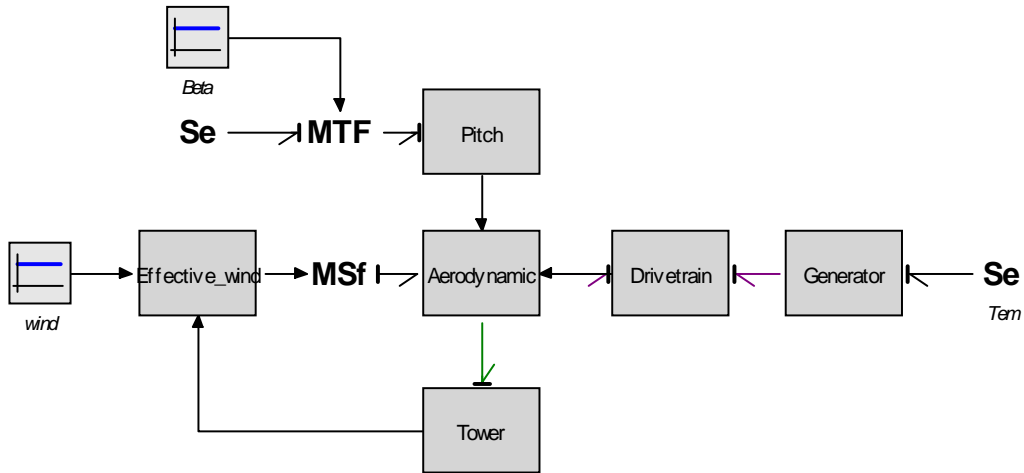 Beta
Se
MTF
Pitch
Effective_wind
MSf
Aerodynamic
Drivetrain
Generator
Se
wind
Tem
Tower